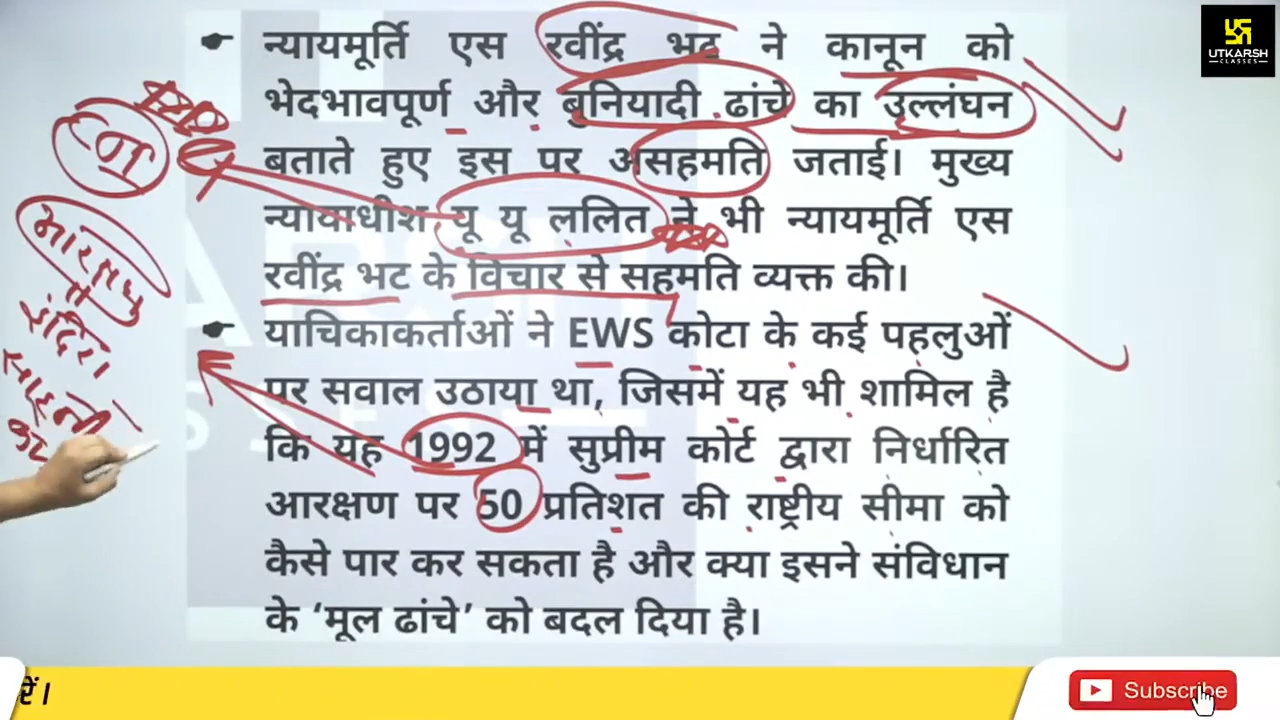 न्यायमूर्ति एस रवींद्र भट ने कानून को
भेदभावपूर्ण और बुनियादी ढांचे का उल्लंघन
बताते हुए इस पर असहमति जताई। मुख्य
न्यायाधीश यू यू ललित ने भी न्यायमूर्ति एस
रवींद्र भट के विचार से सहमति व्यक्त की।
याचिकाकर्ताओं ने EWS कोटा के कई पहलुओं
पर सवाल उठाया था, जिसमें यह भी शामिल है
कि यह 1992 में सुप्रीम कोर्ट द्वारा निर्धारित
आरक्षण पर 50 प्रतिशत की राष्ट्रीय सीमा को
कैसे पार कर सकता है और क्या इसने संविधान
के ‘मूल ढांचे’ को बदल दिया है।
UTKARSH
CLASSES
इंदिरा
रें।
Subscribe